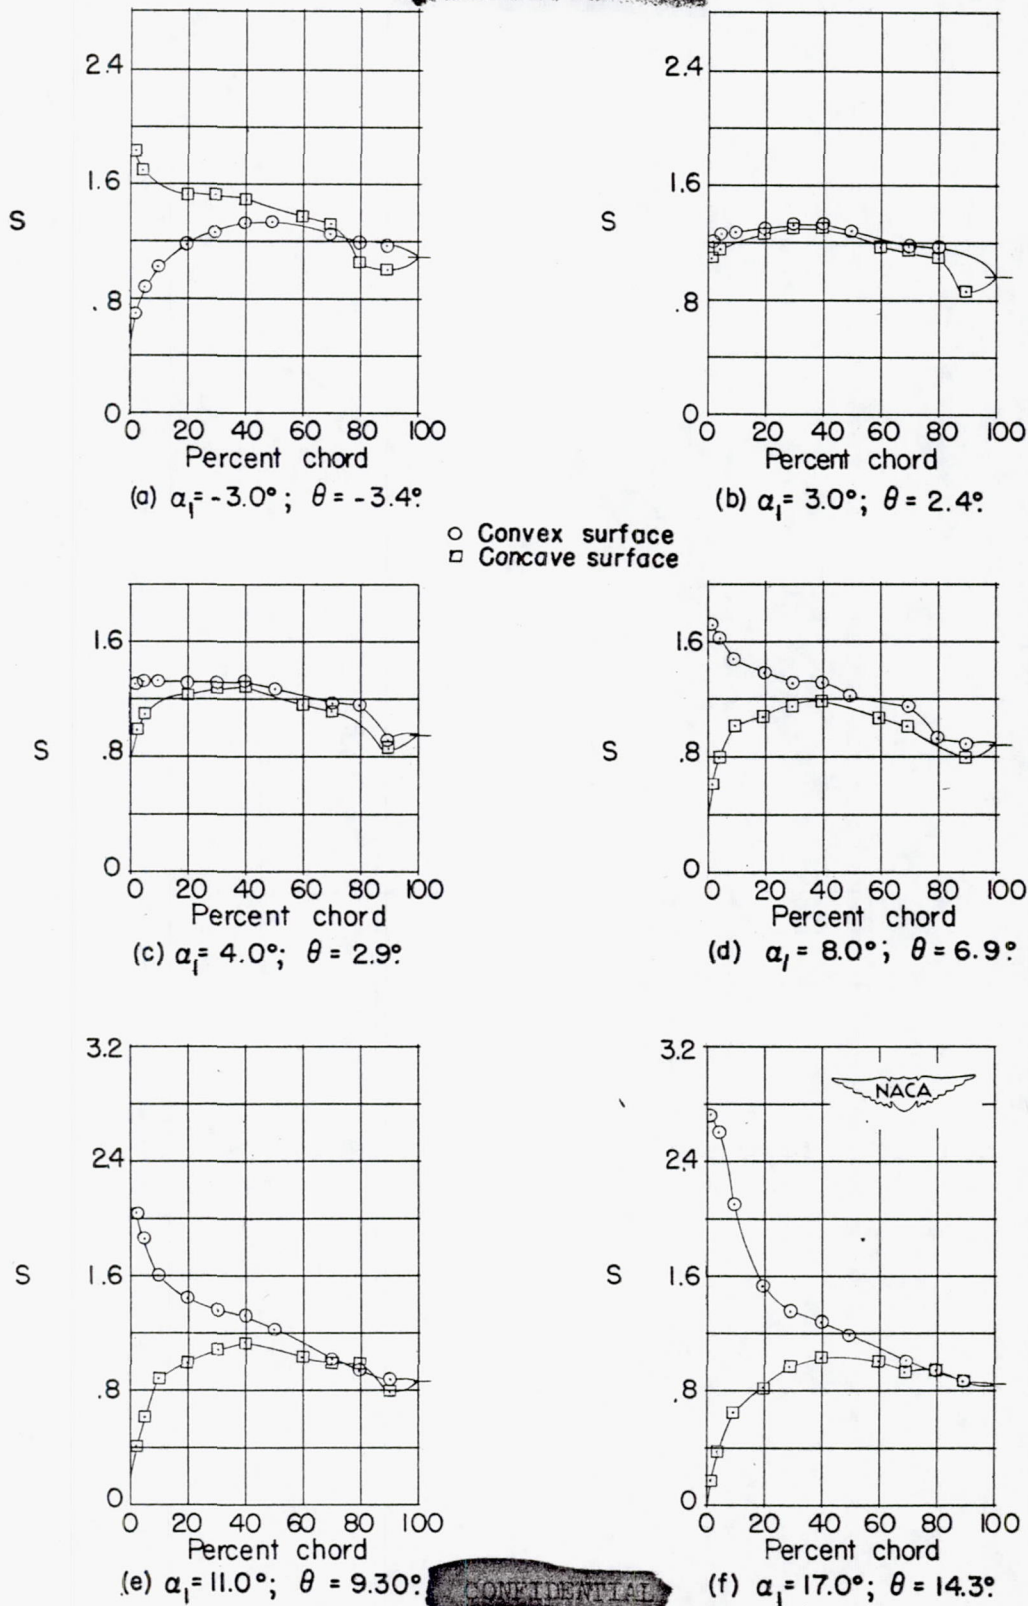 2.4
1.6
S
.8
0
0 20 40 60 80 100
Percent chord
(a) α₁= -3.0°; θ = -3.4°.
2.4
1.6
S
.8
0
0 20 40 60 80 100
Percent chord
(b) α₁= 3.0°; θ = 2.4°.
Convex surface
Concave surface
1.6
S
.8
0
0 20 40 60 80 100
Percent chord
(c) α₁= 4.0°; θ = 2.9°.
1.6
S
.8
0
0 20 40 60 80 100
Percent chord
(d) α₁= 8.0°; θ = 6.9°.
3.2
2.4
1.6
S
.8
0
0 20 40 60 80 100
Percent chord
(e) α₁= 11.0°; θ = 9.30°.
3.2
NACA
2.4
1.6
S
.8
0
0 20 40 60 80 100
Percent chord
(f) α₁= 17.0°; θ = 14.3°.
CONFIDENTIAL